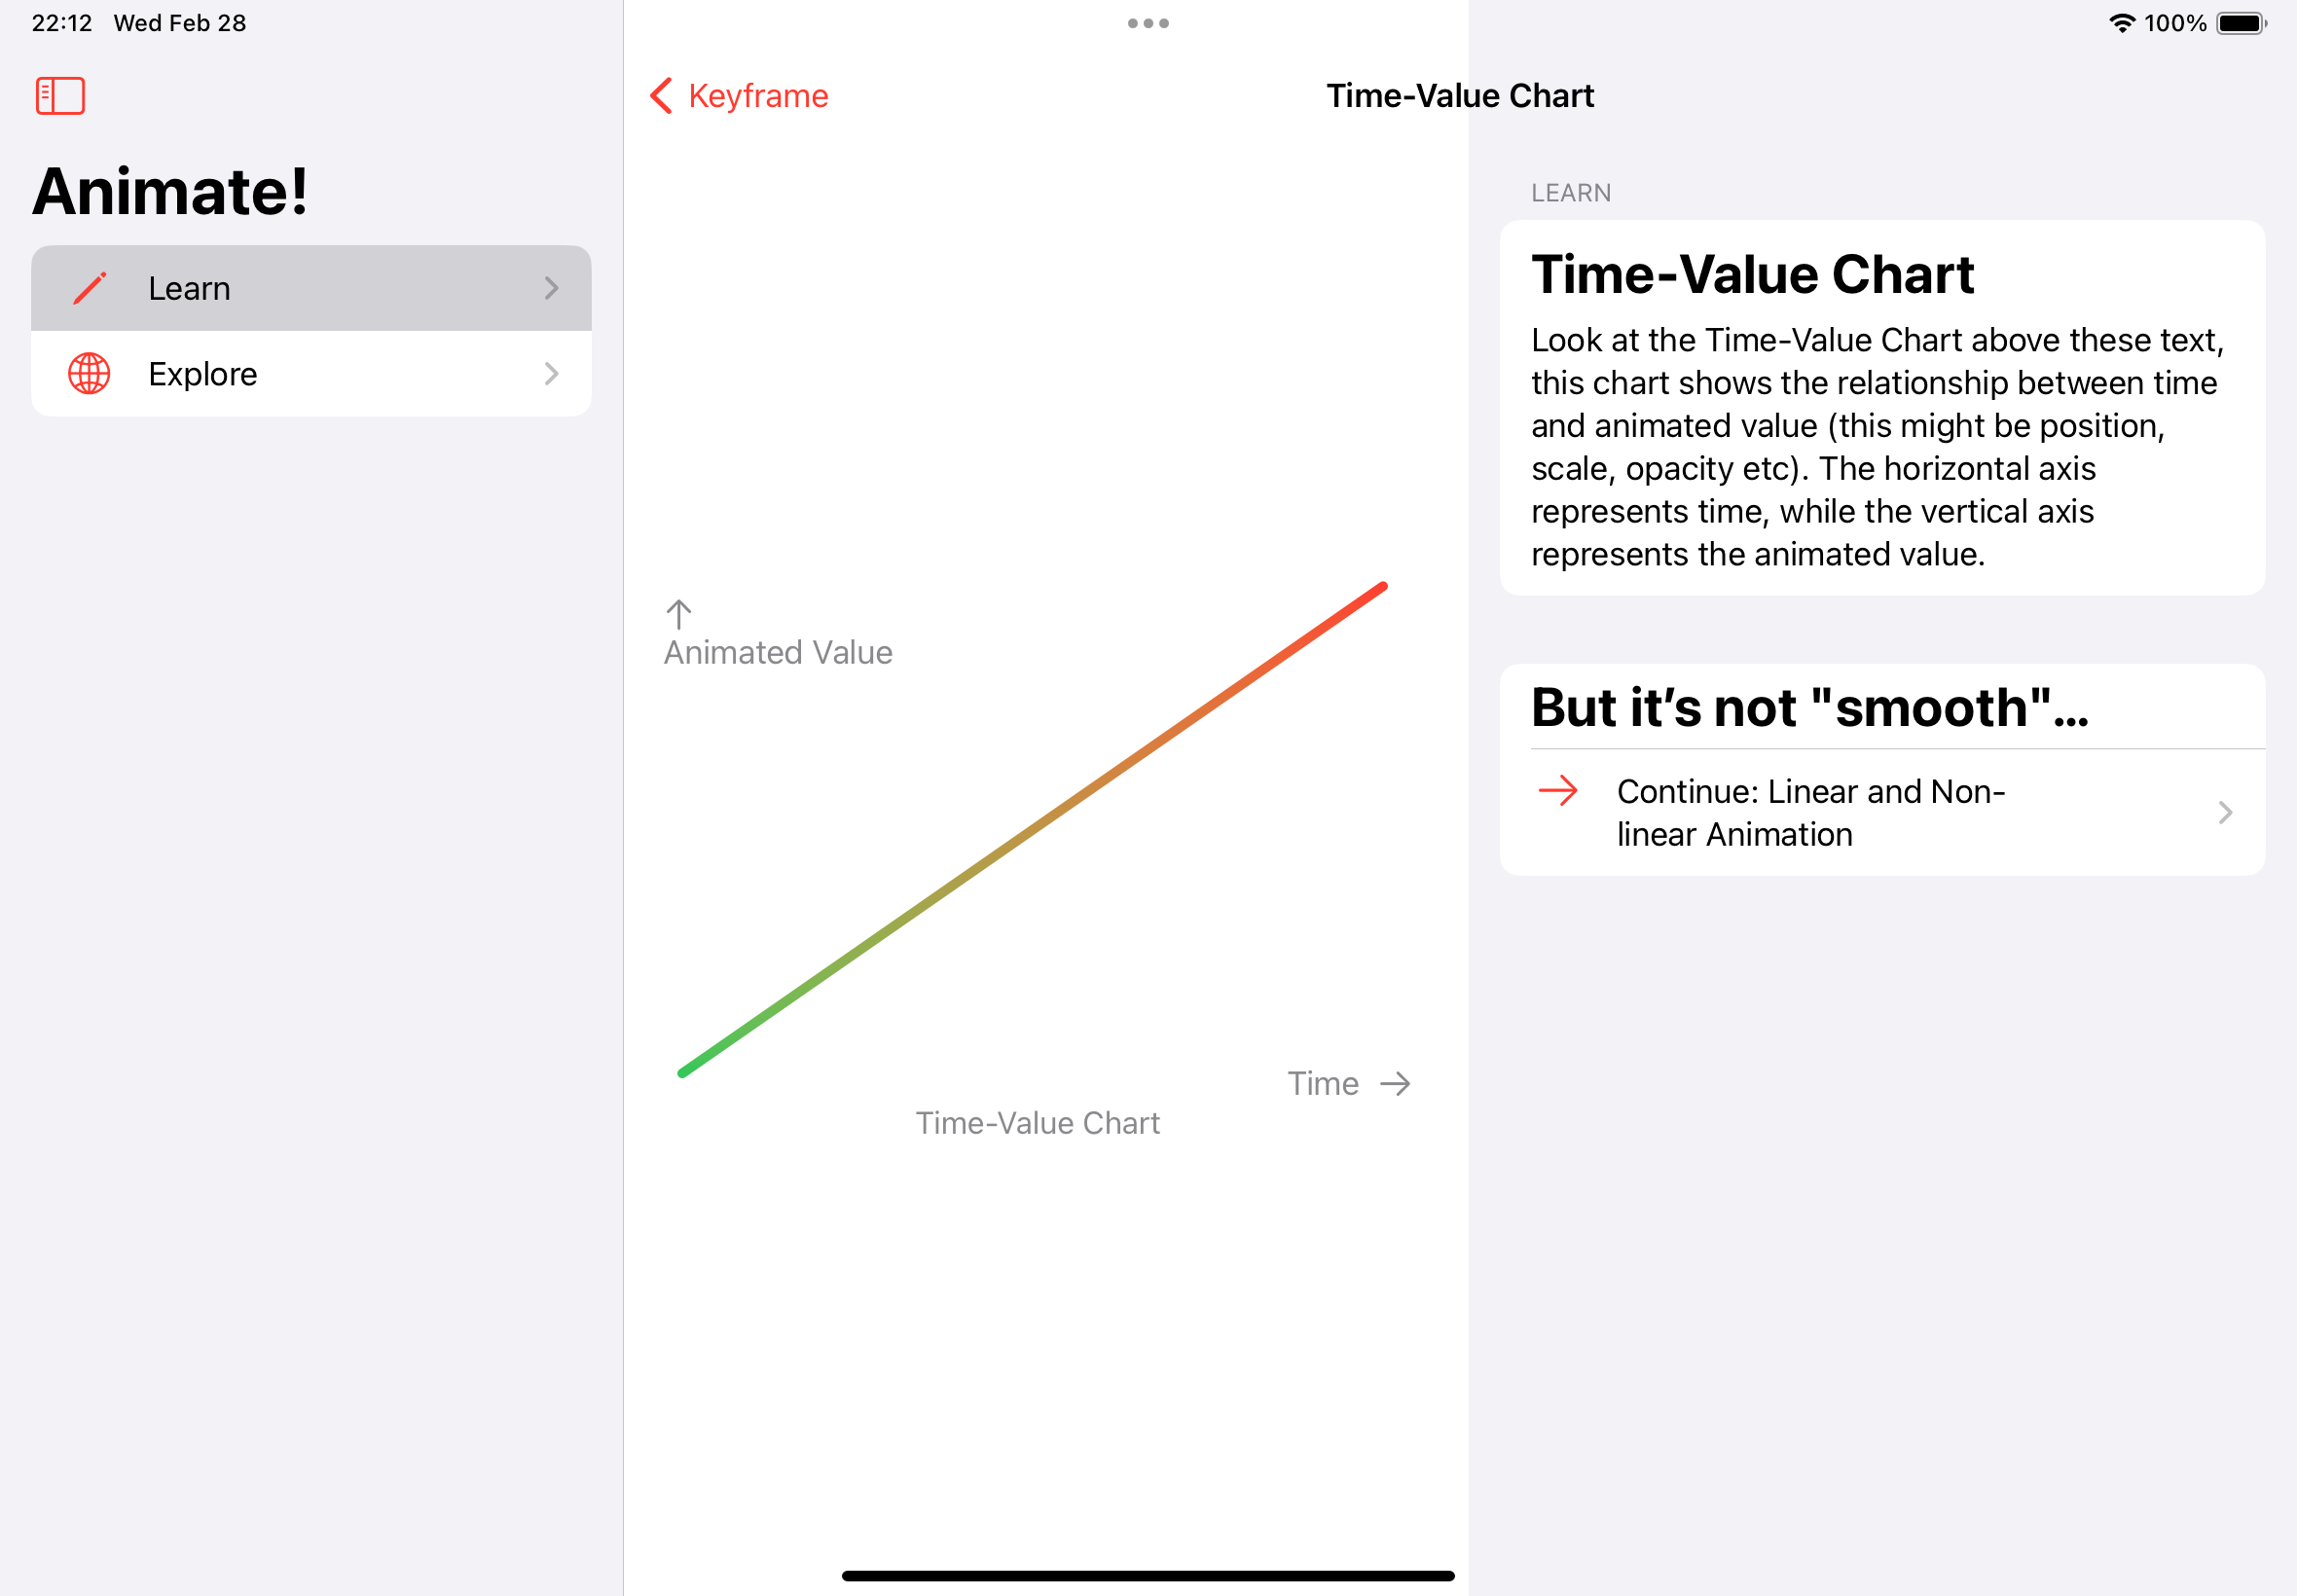 22:12 Wed Feb 28
100%
Animate!
Learn
Explore
Keyframe
Time-Value Chart
Animated Value
Time
Time-Value Chart
LEARN
Time-Value Chart
Look at the Time-Value Chart above these text,
this chart shows the relationship between time
and animated value (this might be position,
scale, opacity etc). The horizontal axis
represents time, while the vertical axis
represents the animated value.
But it’s not "smooth"...
Continue: Linear and Non-
linear Animation